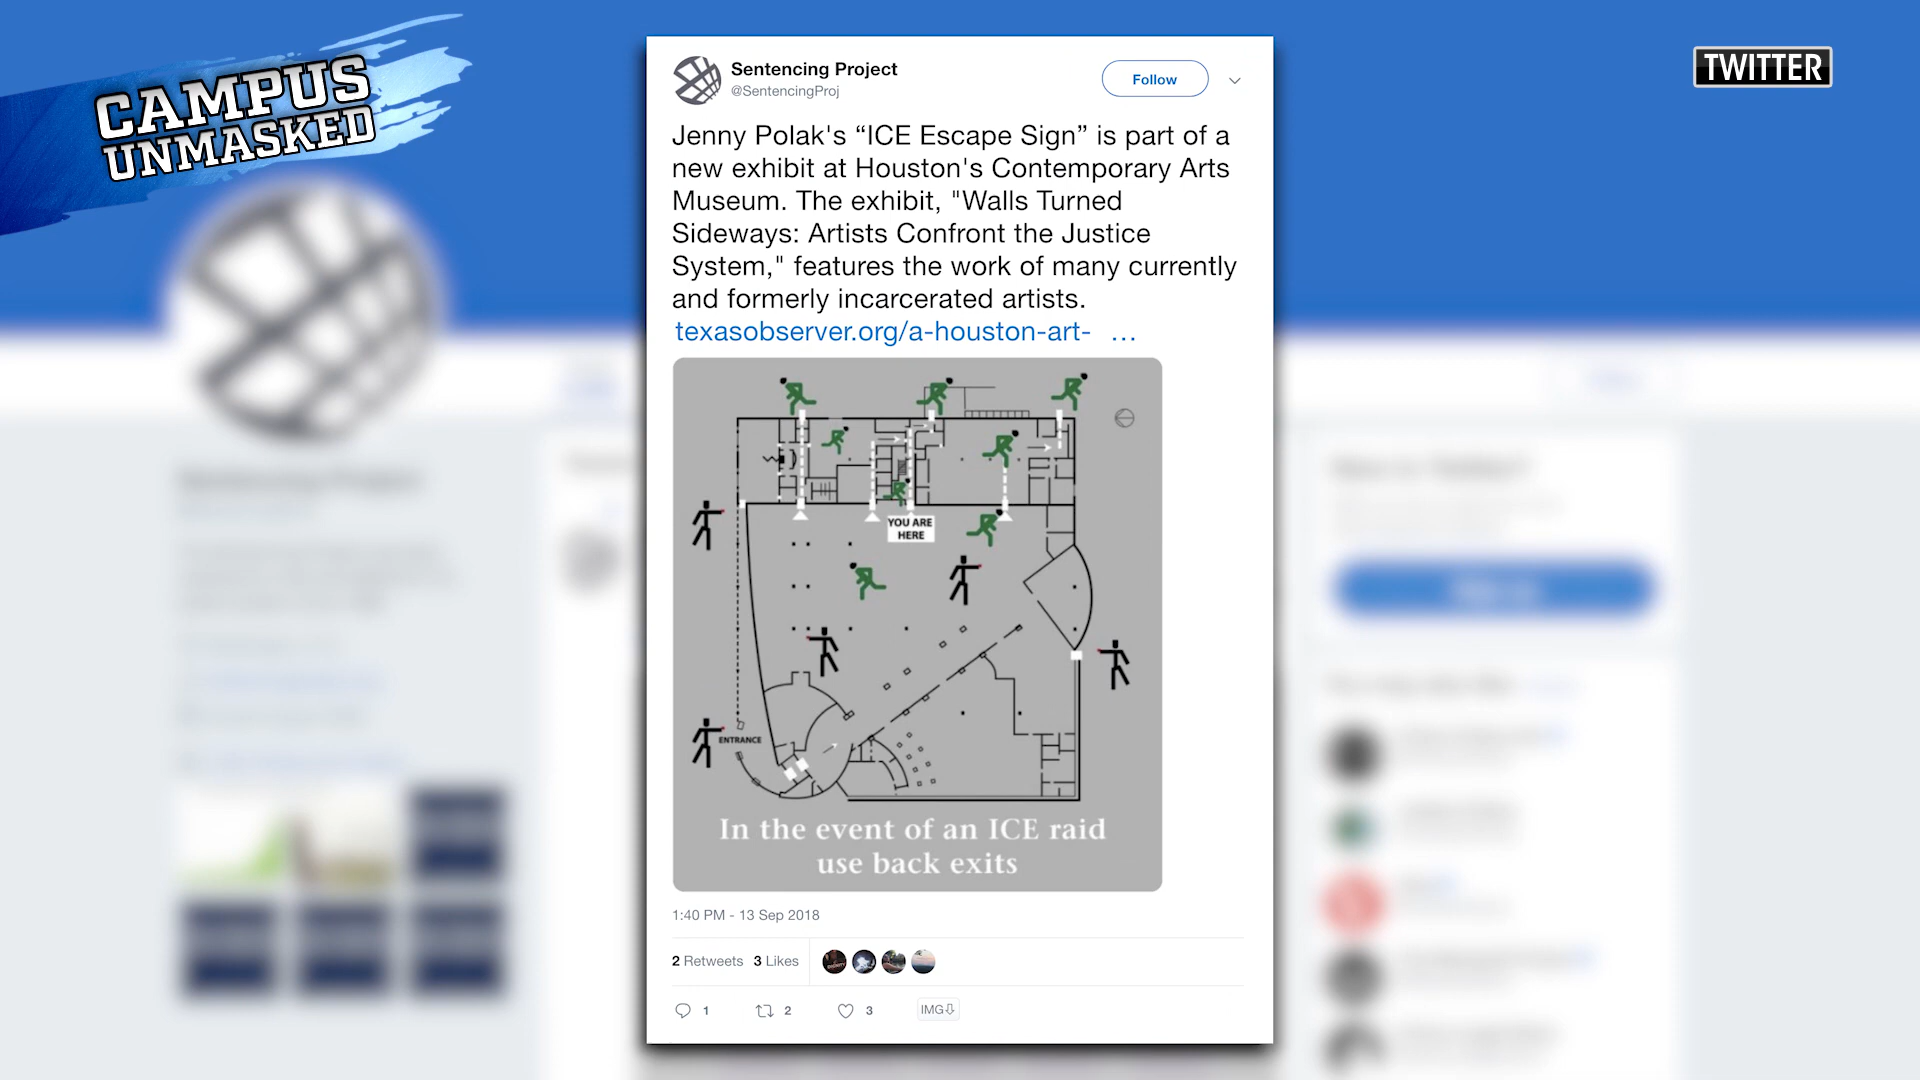 CAMPUS
UNMASKED
TWITTER
Sentencing Project
@SentencingProj
Follow
Jenny Polak's “ICE Escape Sign” is part of a
new exhibit at Houston's Contemporary Arts
Museum. The exhibit, "Walls Turned
Sideways: Artists Confront the Justice
System," features the work of many currently
and formerly incarcerated artists.
texasobserver.org/a-houston-art- …
YOU ARE
HERE
ENTRANCE
In the event of an ICE raid
use back exits
1:40 PM - 13 Sep 2018
2 Retweets 3 Likes
1 2 3 IMG